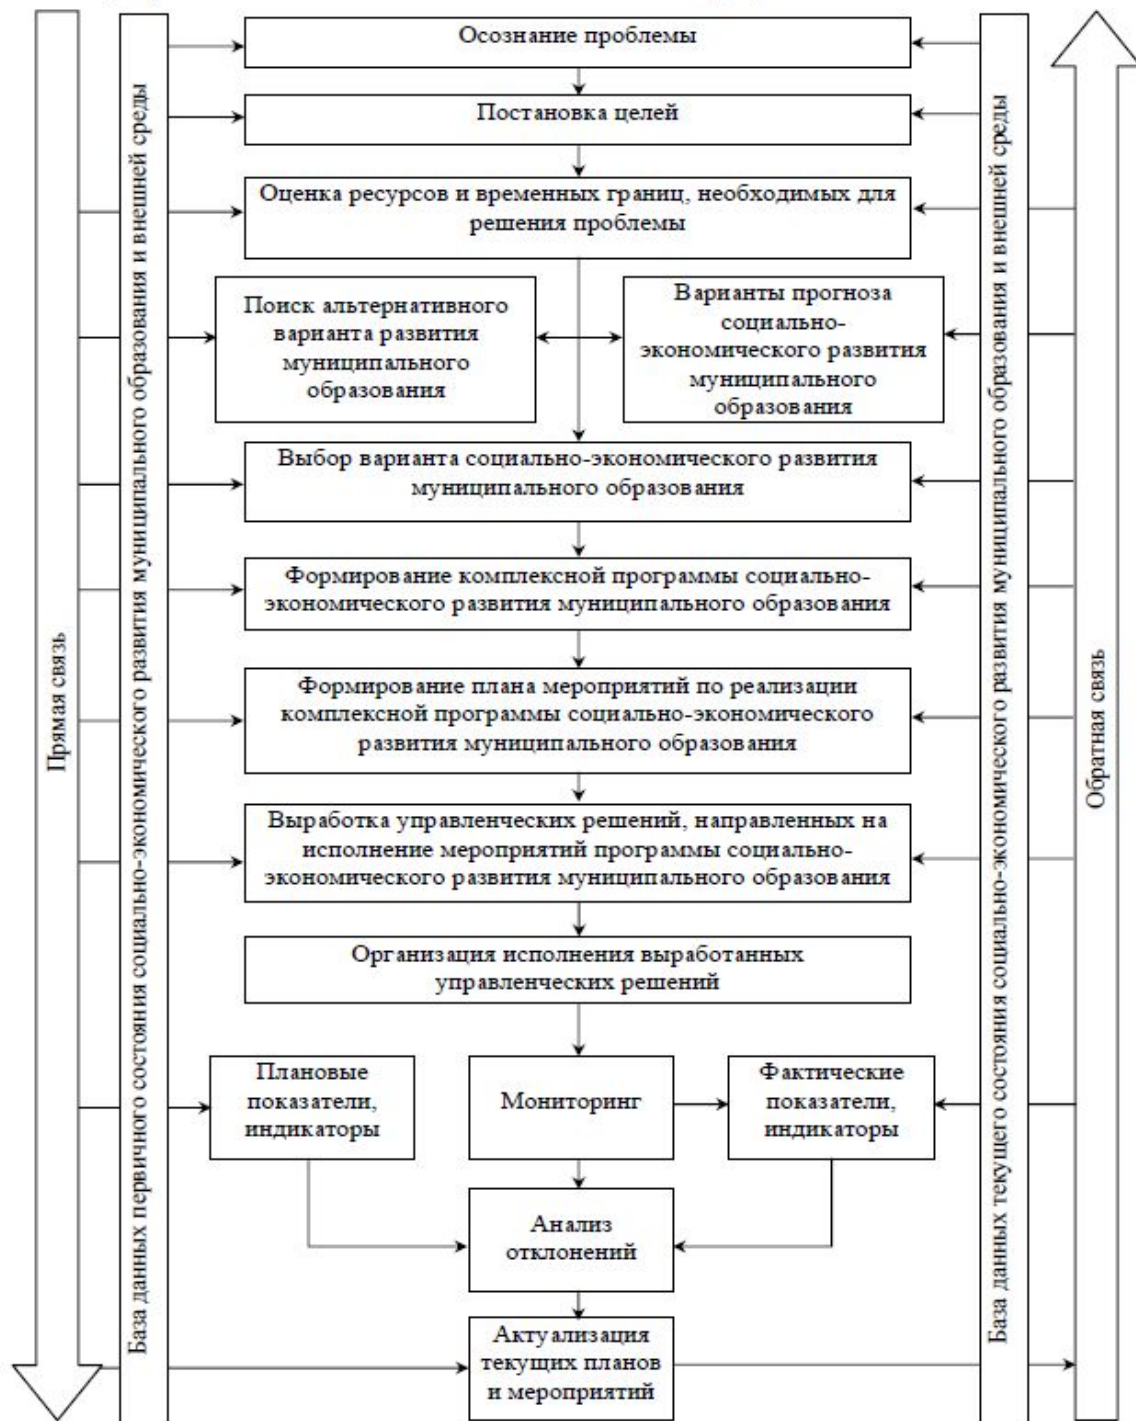 Осознание проблемы
Постановка целей
Оценка ресурсов и временных границ, необходимых для
решения проблемы
Поиск альтернативного
варианта развития
муниципального
образования
Варианты прогноза
социально-
экономического развития
муниципального
образования
Выбор варианта социально-экономического развития
муниципального образования
Формирование комплексной программы социально-
экономического развития муниципального образования
Формирование плана мероприятий по реализации
комплексной программы социально-экономического
развития муниципального образования
Выработка управленческих решений, направленных на
исполнение мероприятий программы социально-
экономического развития муниципального образования
Организация исполнения выработанных
управленческих решений
Плановые
показатели,
индикаторы
Мониторинг
Фактические
показатели,
индикаторы
Анализ
отклонений
Актуализация
текущих планов
и мероприятий
Прямая связь
База данных первичного состояния социально-экономического развития муниципального образования и внешней среды
База данных текущего состояния социально-экономического развития муниципального образования и внешней среды
Обратная связь